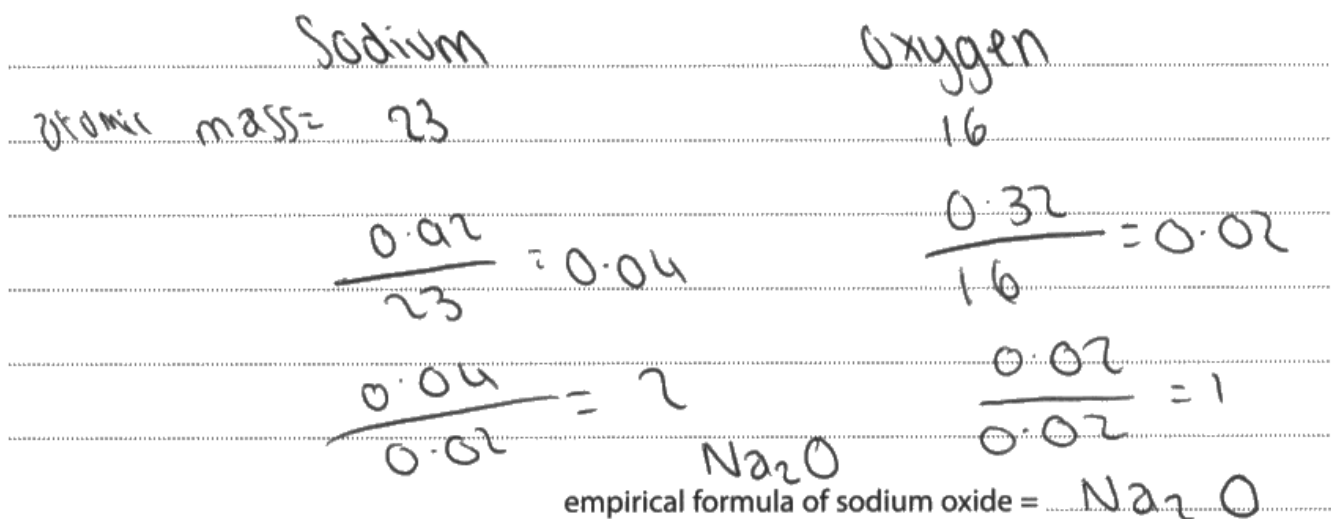 Sodium oxygen
atomic mass= 23 16
0.92/23 = 0.04 0.32/16 = 0.02
0.04/0.02 = 2 0.02/0.02 = 1
Na₂O
empirical formula of sodium oxide = Na₂O